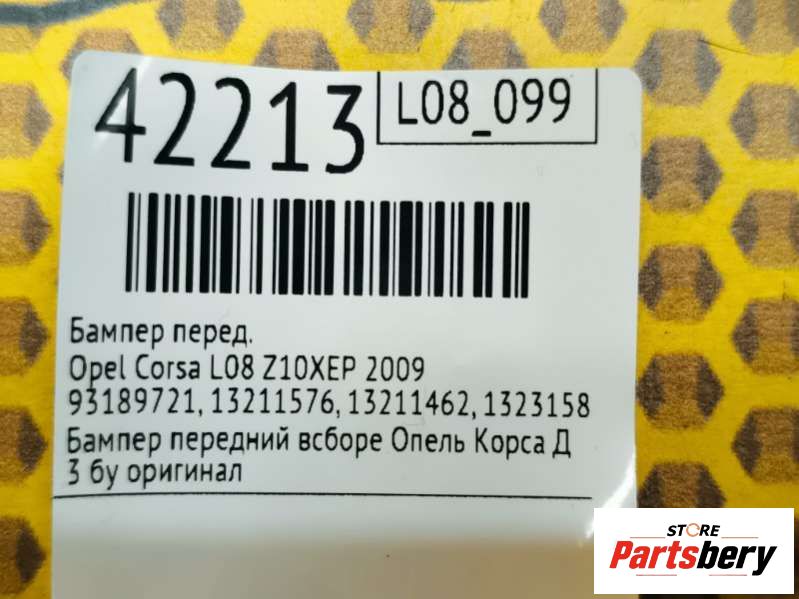 42213
L08_099
Бампер перед.
Opel Corsa L08 Z10XEP 2009
93189721, 13211576, 13211462, 1323158
Бампер передний всборе Опель Корса Д
3 бу оригинал
STORE
Partsbery